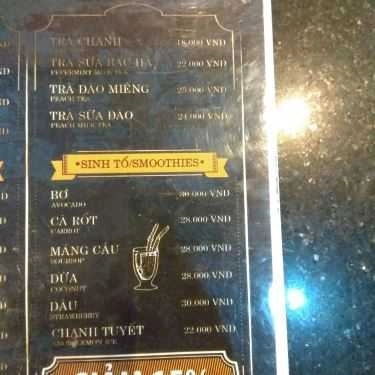 TRÀ CHANH 18.000 VND
TRÀ SỮA BẠC HÀ 22.000 VND
PEPPERMINT MILK TEA
TRÀ ĐÀO MIẾNG 25.000 VND
PEACH TEA
TRÀ SỮA ĐÀO 24.000 VND
PEACH MILK TEA
SINH TỐ/SMOOTHIES
BƠ 30.000 VND
AVOCADO
CÀ RỐT 28.000 VND
CARROT
MÃNG CẦU 28.000 VND
SOURSOP
DỪA 28.000 VND
COCONUT
DÂU 30.000 VND
STRAWBERRY
CHANH TUYẾT 22.000 VND
LEMON ICE